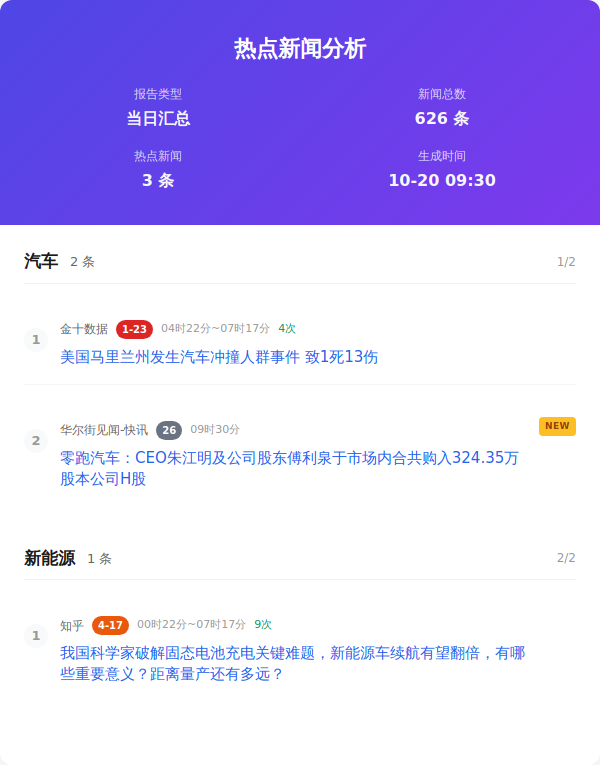 热点新闻分析
报告类型
新闻总数
当日汇总
626 条
热点新闻
生成时间
3 条
10-20 09:30
汽车 2 条 1/2
1 金十数据 1-23 04时22分~07时17分 4次
美国马里兰州发生汽车冲撞人群事件 致1死13伤
2 华尔街见闻-快讯 26 09时30分 NEW
零跑汽车：CEO朱江明及公司股东傅利泉于市场内合共购入324.35万
股本公司H股
新能源 1 条 2/2
1 知乎 4-17 00时22分~07时17分 9次
我国科学家破解固态电池充电关键难题，新能源车续航有望翻倍，有哪
些重要意义？距离量产还有多远？